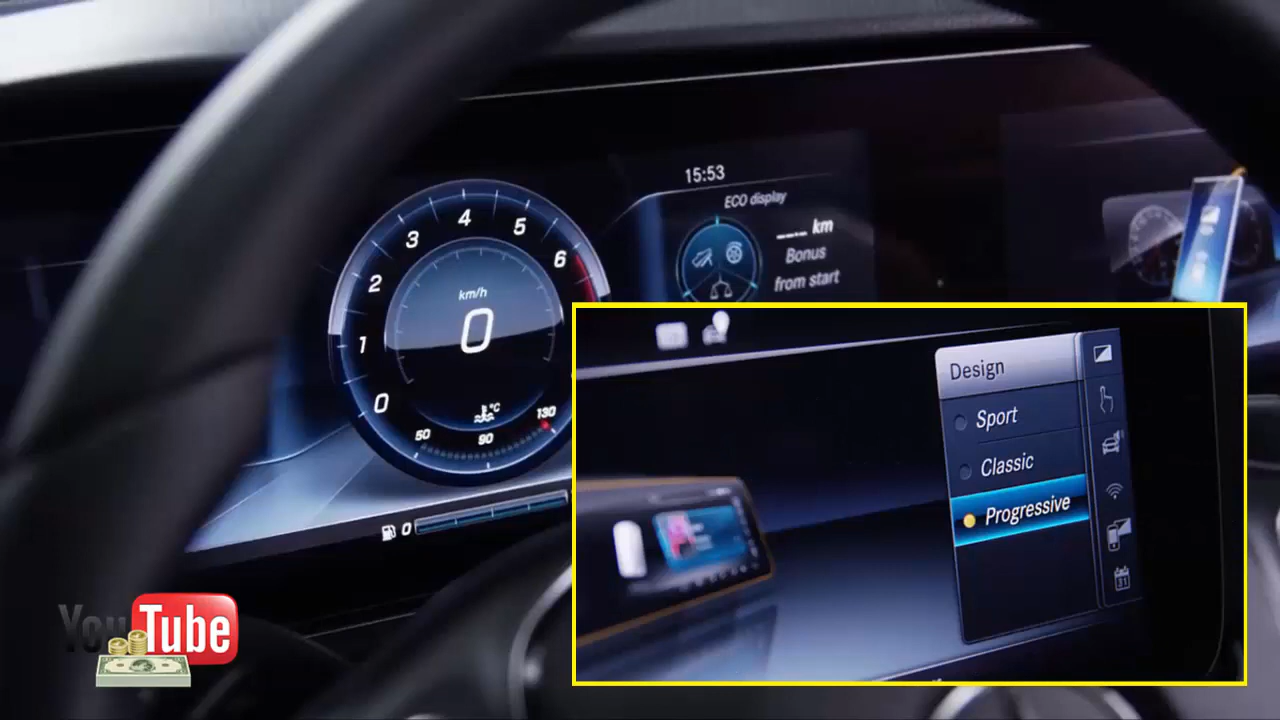 15:53
ECO display
---.-- km
Bonus
from start
6
5
4
3
2
1
0
km/h
0
°C
50
90
130
0
Design
Sport
Classic
Progressive
31
YouTube